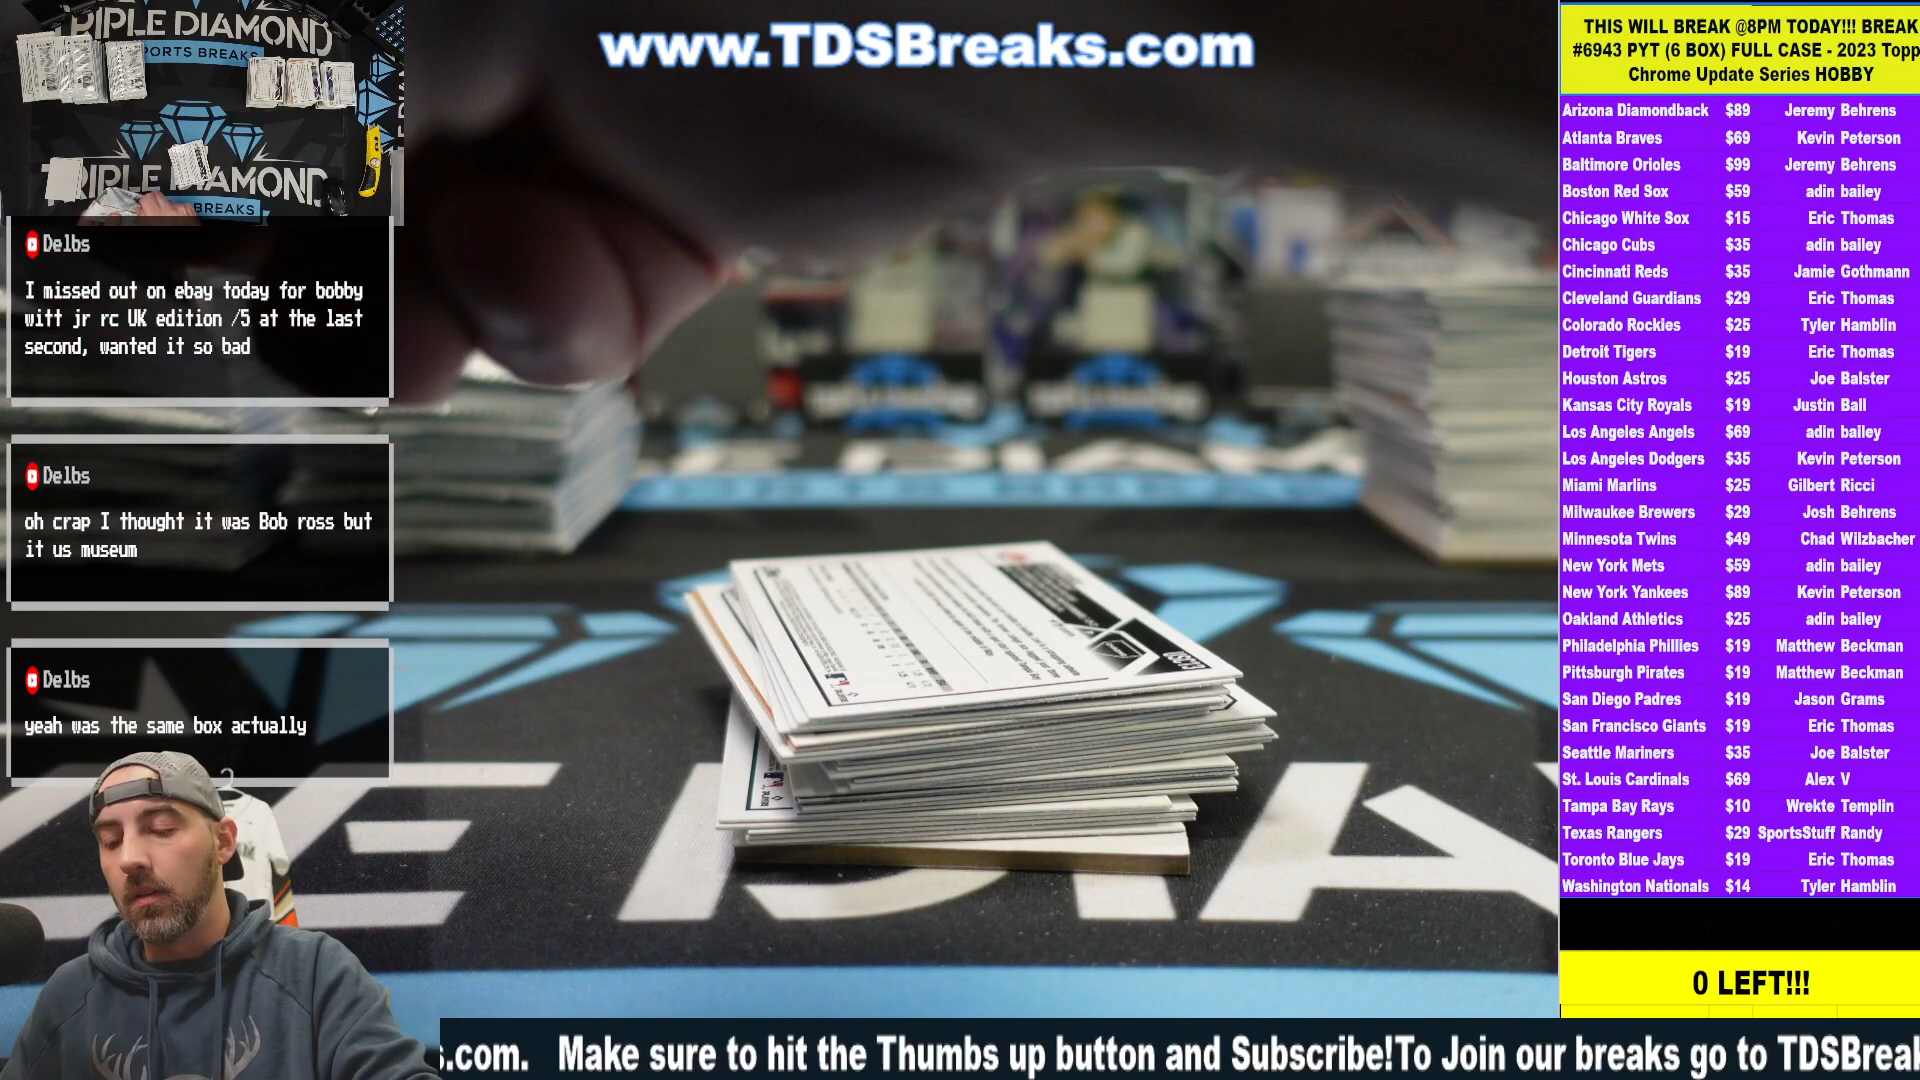 www.TDSBreaks.com
TRIPLE DIAMOND
SPORTS BREAKS
TRIPLE DIAMOND
BREAKS
Delbs
I missed out on ebay today for bobby
witt jr rc UK edition /5 at the last
second, wanted it so bad
Delbs
oh crap I thought it was Bob ross but
it us museum
Delbs
yeah was the same box actually
THIS WILL BREAK @8PM TODAY!!! BREAK
#6943 PYT (6 BOX) FULL CASE - 2023 Topp
Chrome Update Series HOBBY
Arizona Diamondback $89 Jeremy Behrens
Atlanta Braves $69 Kevin Peterson
Baltimore Orioles $99 Jeremy Behrens
Boston Red Sox $59 adin bailey
Chicago White Sox $15 Eric Thomas
Chicago Cubs $35 adin bailey
Cincinnati Reds $35 Jamie Gothmann
Cleveland Guardians $29 Eric Thomas
Colorado Rockies $25 Tyler Hamblin
Detroit Tigers $19 Eric Thomas
Houston Astros $25 Joe Balster
Kansas City Royals $19 Justin Ball
Los Angeles Angels $69 adin bailey
Los Angeles Dodgers $35 Kevin Peterson
Miami Marlins $25 Gilbert Ricci
Milwaukee Brewers $29 Josh Behrens
Minnesota Twins $49 Chad Wilzbacher
New York Mets $59 adin bailey
New York Yankees $89 Kevin Peterson
Oakland Athletics $25 adin bailey
Philadelphia Phillies $19 Matthew Beckman
Pittsburgh Pirates $19 Matthew Beckman
San Diego Padres $19 Jason Grams
San Francisco Giants $19 Eric Thomas
Seattle Mariners $35 Joe Balster
St. Louis Cardinals $69 Alex V
Tampa Bay Rays $10 Wrekte Templin
Texas Rangers $29 SportsStuff Randy
Toronto Blue Jays $19 Eric Thomas
Washington Nationals $14 Tyler Hamblin
0 LEFT!!!
s.com. Make sure to hit the Thumbs up button and Subscribe!To Join our breaks go to TDSBreak